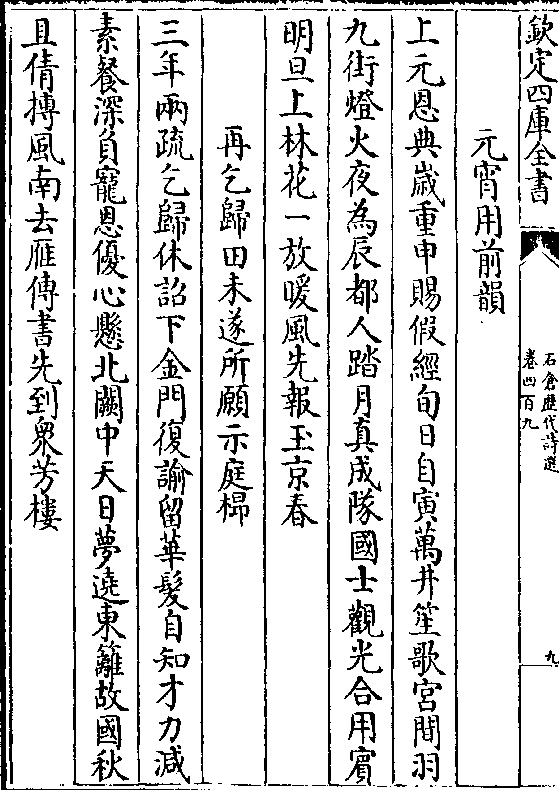 欽定四庫全書
石倉歷代詩選
卷四百九
九
元宵用前韻
上元恩典嵗重申賜假經旬日自寅萬井笙歌宫間羽
九街燈火夜為辰都人踏月真成隊國士觀光合用賔
明旦上林花一放暖風先報玉京春
再乞歸田未遂所願示庭㭿
三年兩疏乞歸休詔下金門復諭留華髪自知才力減
素餐深負寵恩優心懸北闕中天日夢遶東籬故國秋
且倩摶風南去雁傳書先到衆芳樓